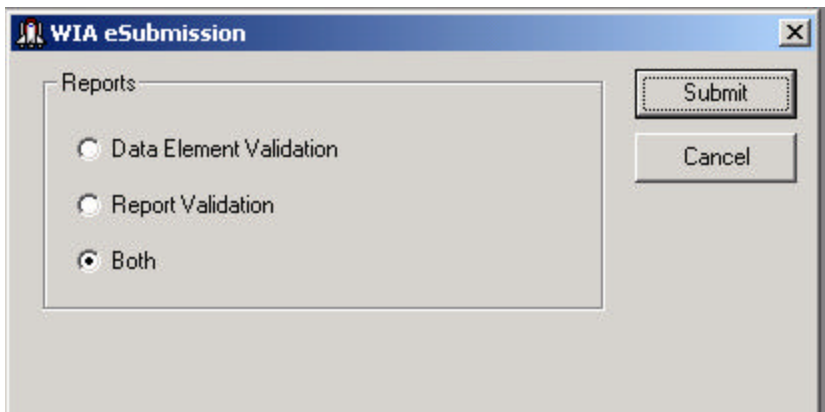 WIA eSubmission
Reports
Submit
Data Element Validation
Cancel
Report Validation
Both